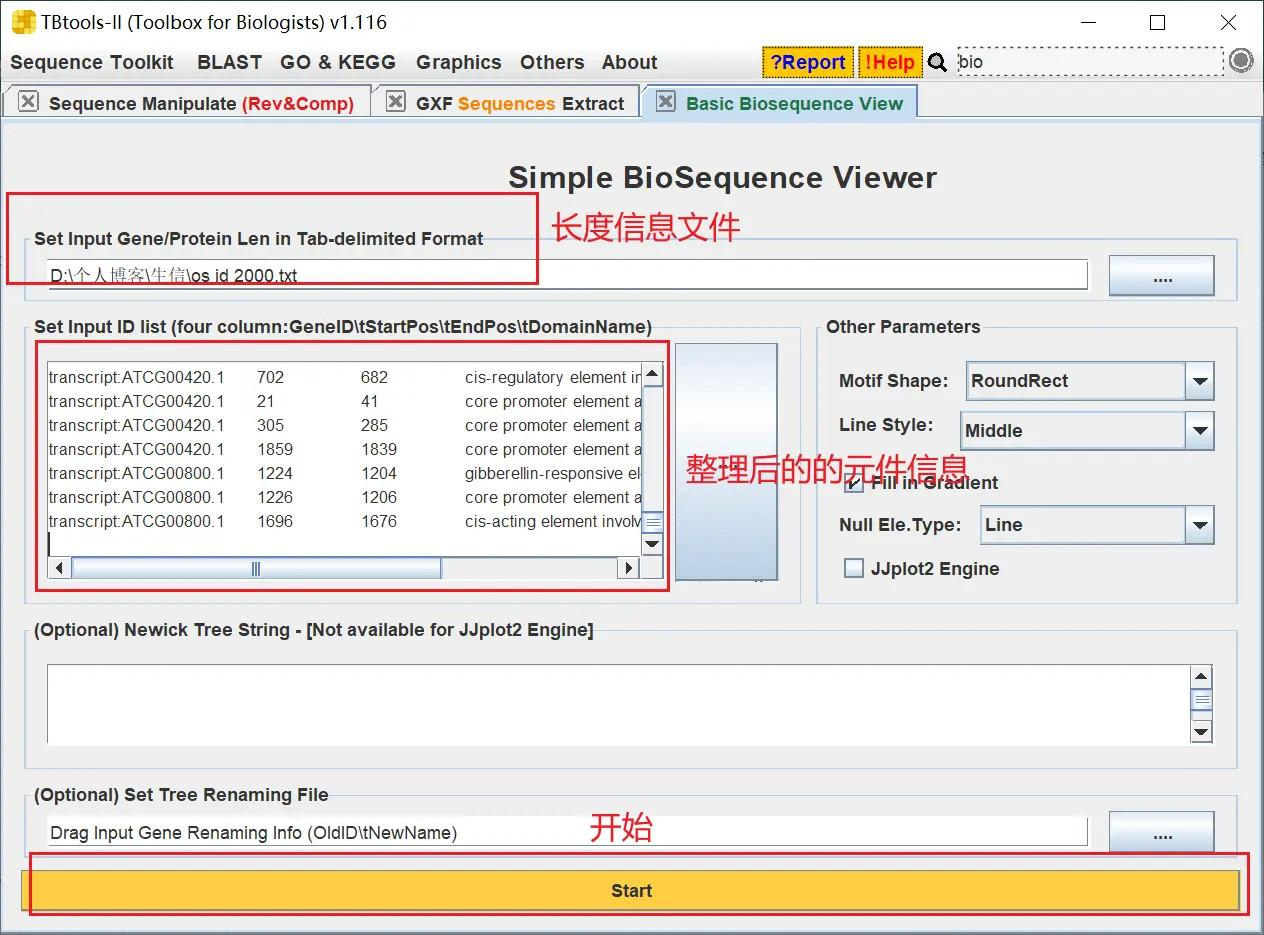 TBtools-II (Toolbox for Biologists) v1.116
Sequence Toolkit BLAST GO & KEGG Graphics Others About ?Report !Help bio
Sequence Manipulate (Rev&Comp) GXF Sequences Extract Basic Biosequence View
Simple BioSequence Viewer
长度信息文件
Set Input Gene/Protein Len in Tab-delimited Format
D:\个人博客\生信\os id 2000.txt ....
Set Input ID list (four column:GeneID\tStartPos\tEndPos\tDomainName)
transcript:ATCG00420.1 702 682 cis-regulatory element in
transcript:ATCG00420.1 21 41 core promoter element a
transcript:ATCG00420.1 305 285 core promoter element a
transcript:ATCG00420.1 1859 1839 core promoter element a
transcript:ATCG00800.1 1224 1204 gibberellin-responsive el
transcript:ATCG00800.1 1226 1206 core promoter element a
transcript:ATCG00800.1 1696 1676 cis-acting element involv
整理后的的元件信息
Other Parameters
Motif Shape: RoundRect
Line Style: Middle
Fill in Gradient
Null Ele.Type: Line
JJplot2 Engine
(Optional) Newick Tree String - [Not available for JJplot2 Engine]
(Optional) Set Tree Renaming File
Drag Input Gene Renaming Info (OldID\tNewName) ....
开始
Start